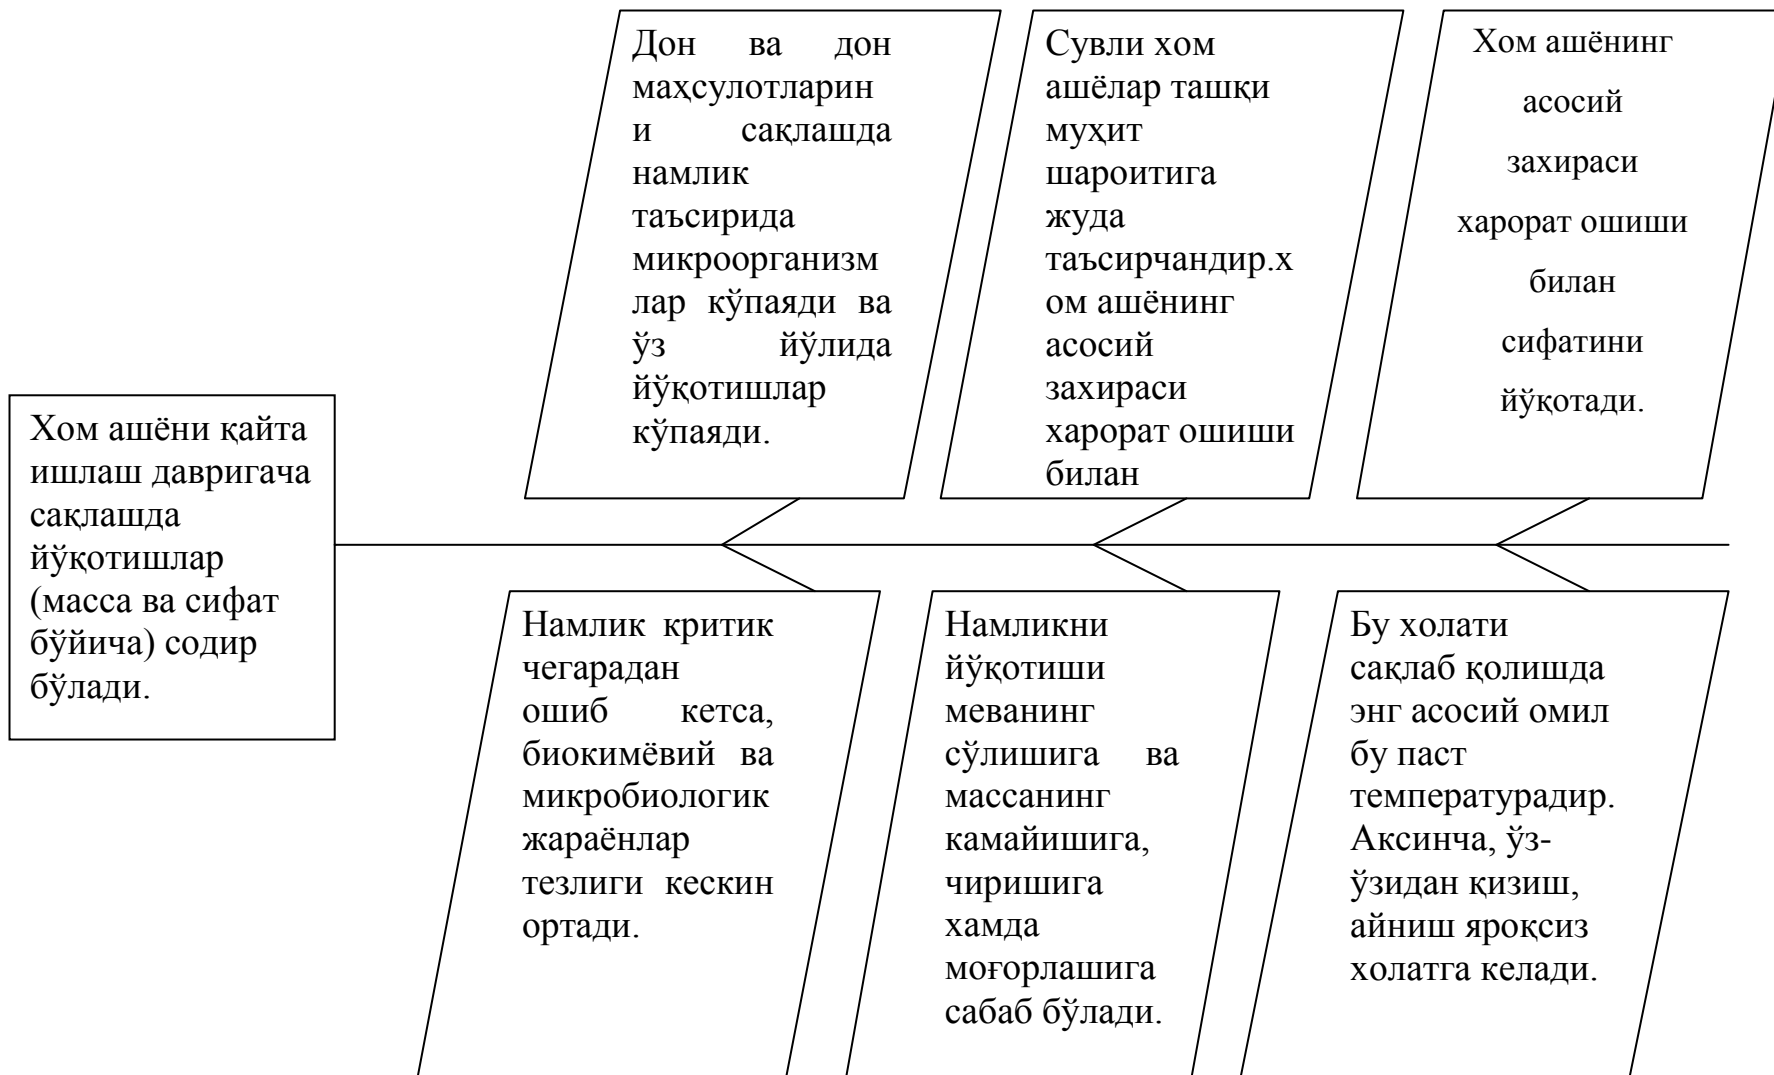 Дон ва дон
маҳсулотларин
и сақлашда
намлик
таъсирида
микроорганизм
лар кўпаяди ва
ўз йўлида
йўқотишлар
кўпаяди.
Сувли хом
ашёлар ташқи
муҳит
шароитига
жуда
таъсирчандир.х
ом ашёнинг
асосий
захираси
харорат ошиши
билан
Хом ашёнинг
асосий
захираси
харорат ошиши
билан
сифатини
йўқотади.
Хом ашёни қайта
ишлаш давригача
сақлашда
йўқотишлар
(масса ва сифат
бўйича) содир
бўлади.
Намлик критик
чегарадан
ошиб кетса,
биокимёвий ва
микробиологик
жараёнлар
тезлиги кескин
ортади.
Намликни
йўқотиши
меванинг
сўлишига ва
массанинг
камайишига,
чиришига
хамда
моғорлашига
сабаб бўлади.
Бу холати
сақлаб қолишда
энг асосий омил
бу паст
температурадир.
Аксинча, ўз-
ўзидан қизиш,
айниш яроқсиз
холатга келади.